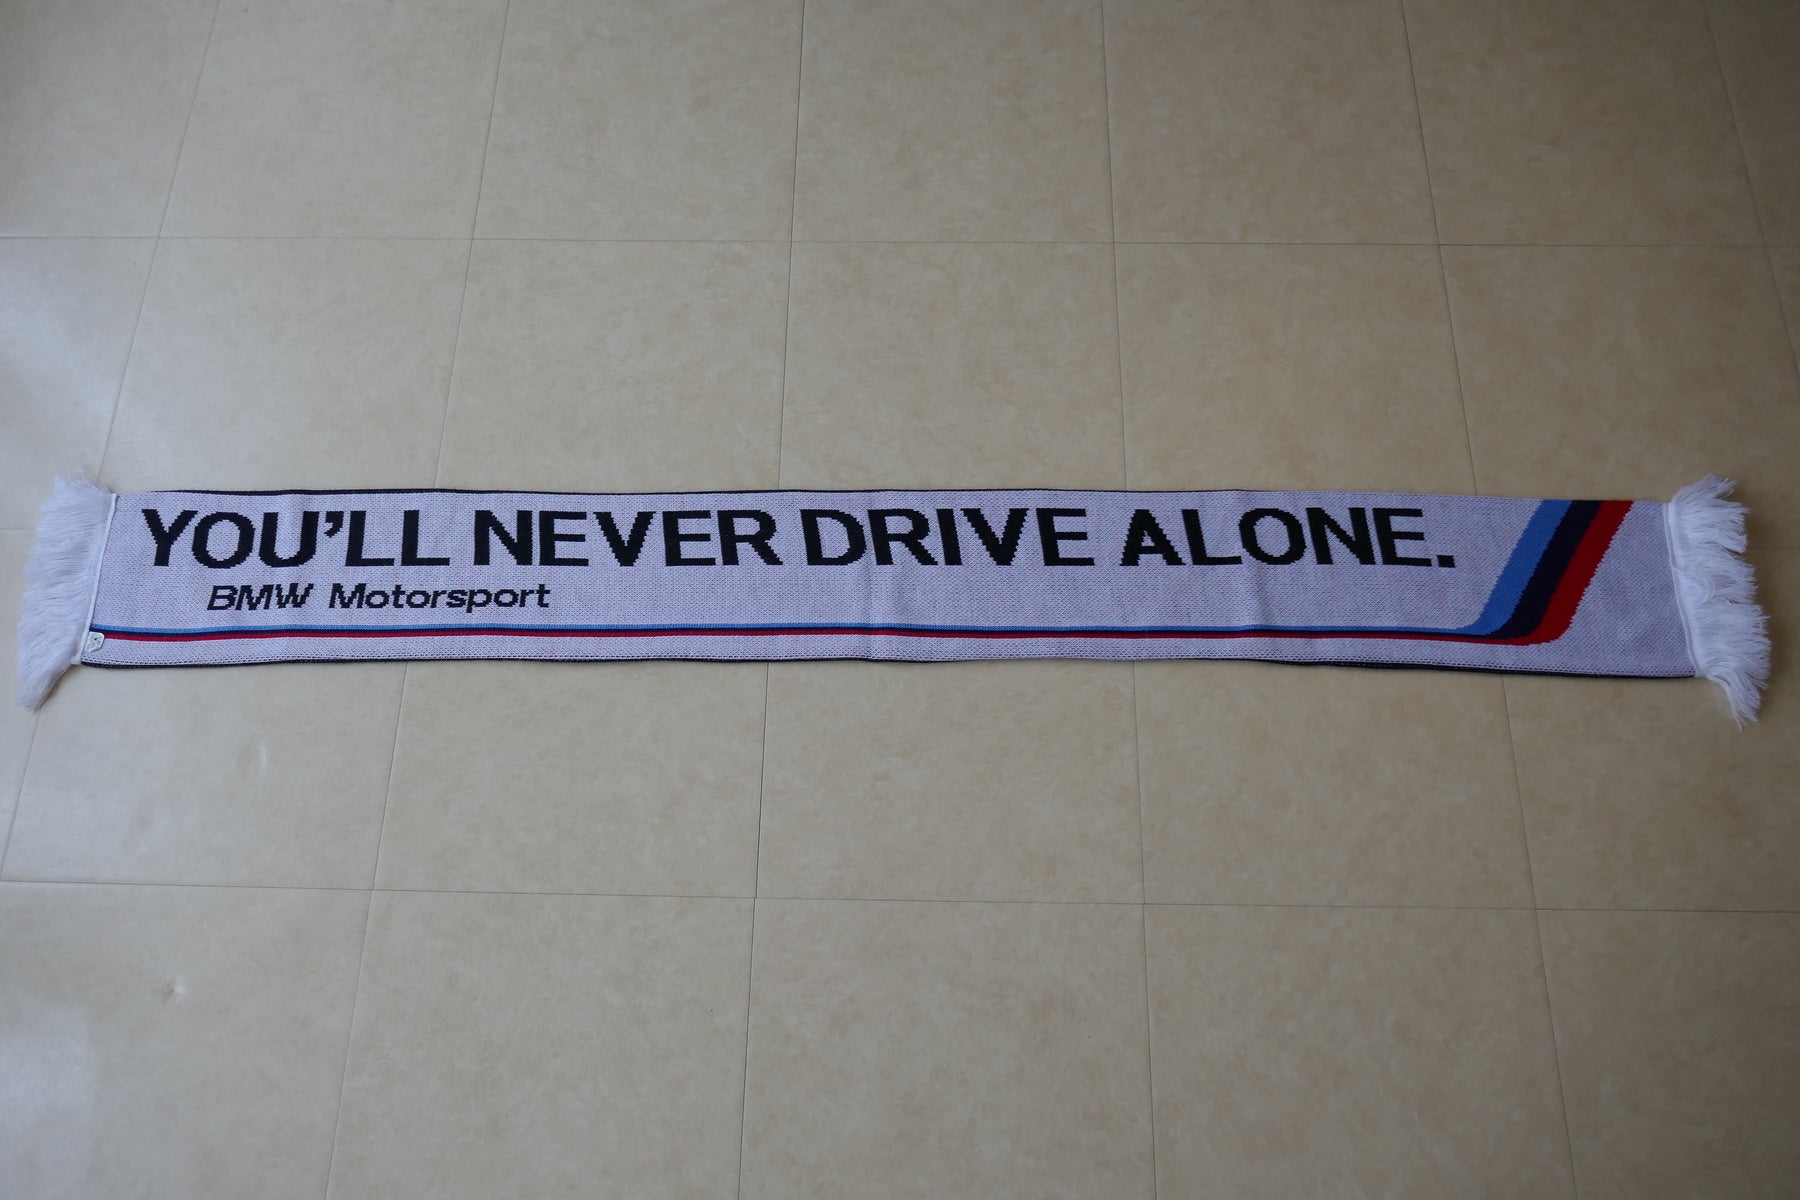 YOU'LL NEVER DRIVE ALONE.
BMW Motorsport